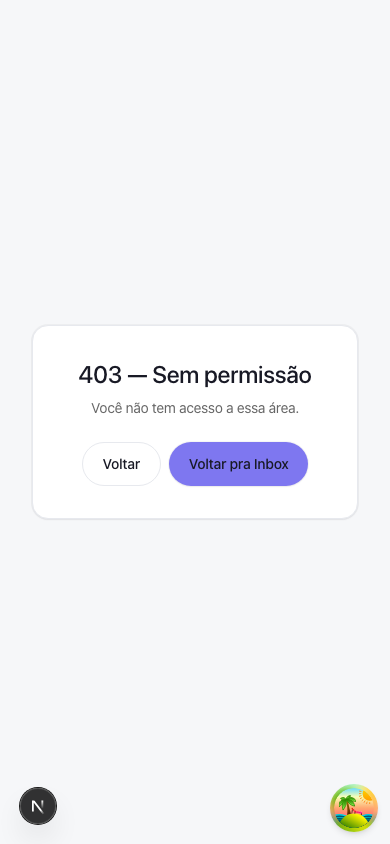 403 — Sem permissão
Você não tem acesso a essa área.
Voltar
Voltar pra Inbox
N